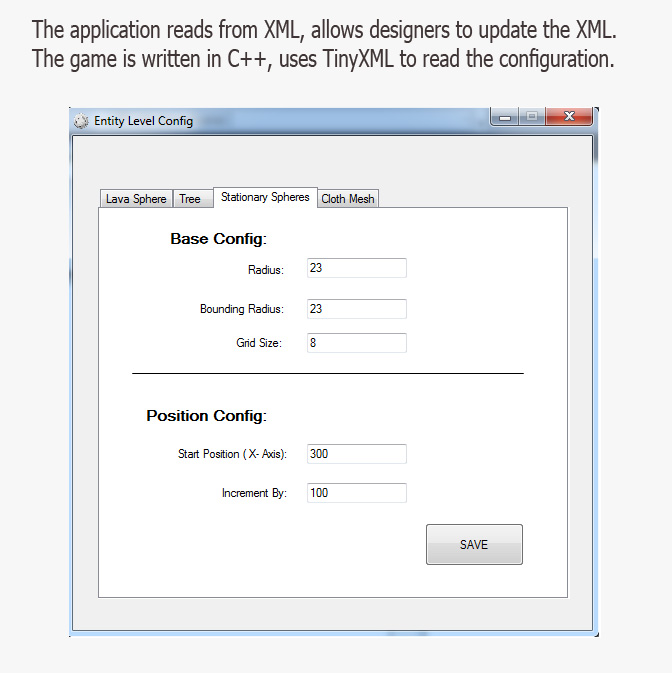 The application reads from XML, allows designers to update the XML.
The game is written in C++, uses TinyXML to read the configuration.
Entity Level Config
Lava Sphere Tree Stationary Spheres Cloth Mesh
Base Config:
Radius: 23
Bounding Radius: 23
Grid Size: 8
Position Config:
Start Position ( X- Axis): 300
Increment By: 100
SAVE